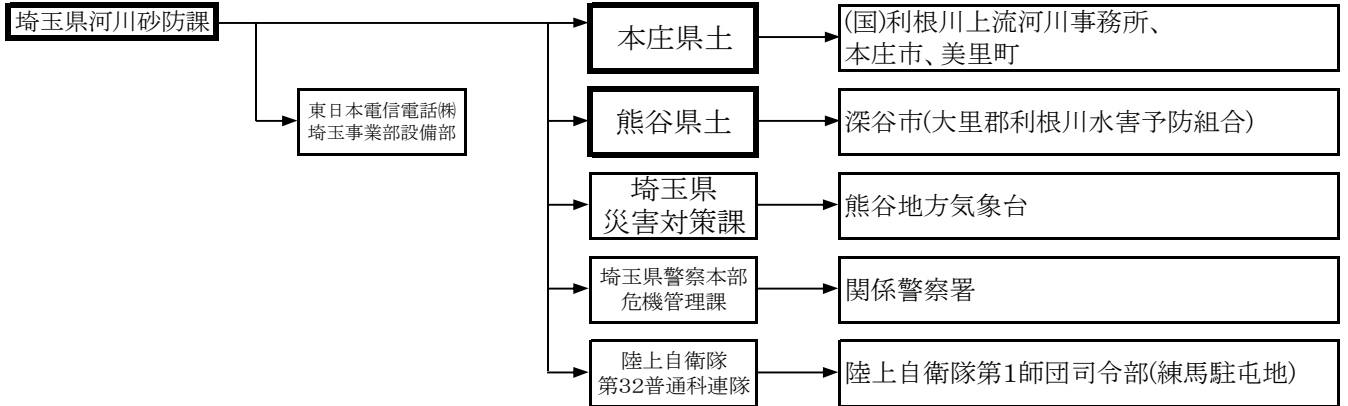 埼玉県河川砂防課
本庄県土
(国)利根川上流河川事務所、
本庄市、美里町
東日本電信電話㈱
埼玉事業部設備部
熊谷県土
深谷市(大里郡利根川水害予防組合)
埼玉県
災害対策課
熊谷地方気象台
埼玉県警察本部
危機管理課
関係警察署
陸上自衛隊
第32普通科連隊
陸上自衛隊第1師団司令部(練馬駐屯地)